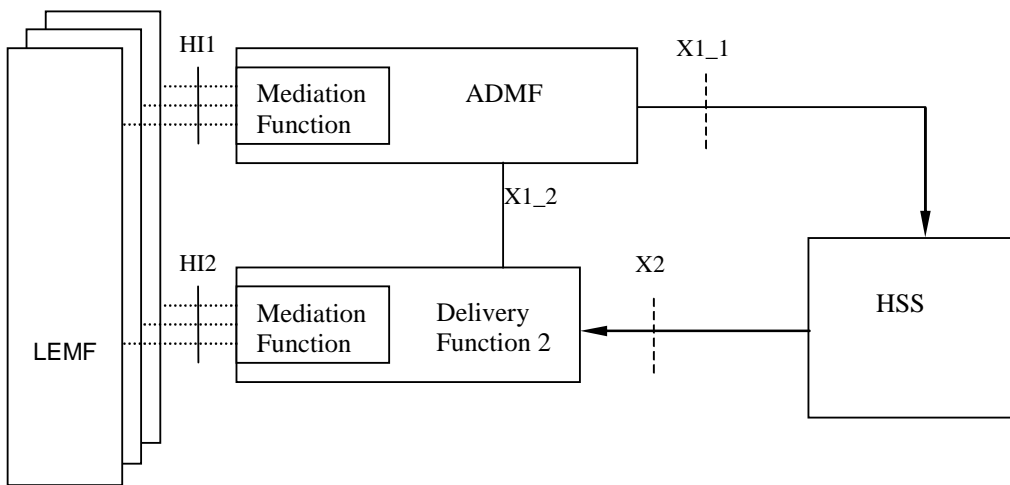 HI1
X1_1
Mediation
Function
ADMF
X1_2
HI2
X2
Mediation
Function
Delivery
Function 2
HSS
LEMF